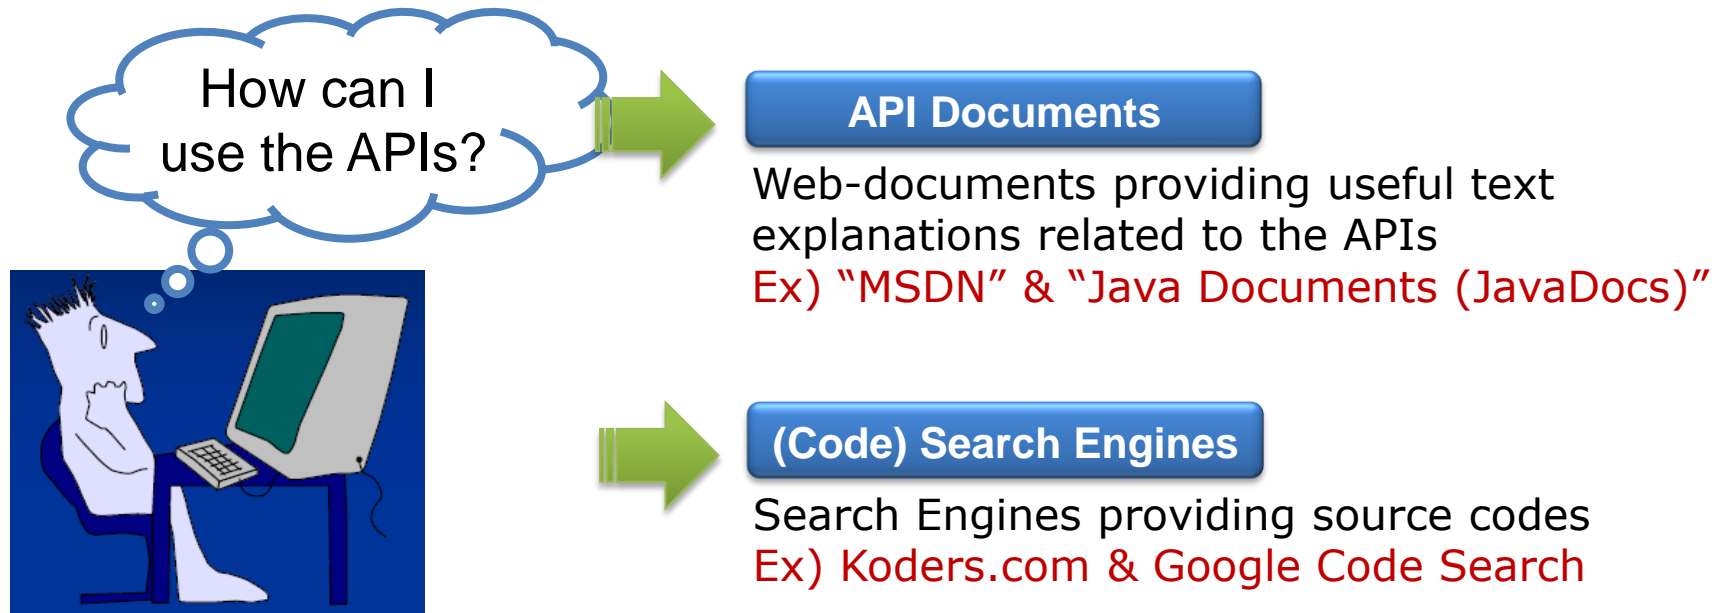 How can I
use the APIs?
API Documents
Web-documents providing useful text
explanations related to the APIs
Ex) “MSDN” & “Java Documents (JavaDocs)”
(Code) Search Engines
Search Engines providing source codes
Ex) Koders.com & Google Code Search